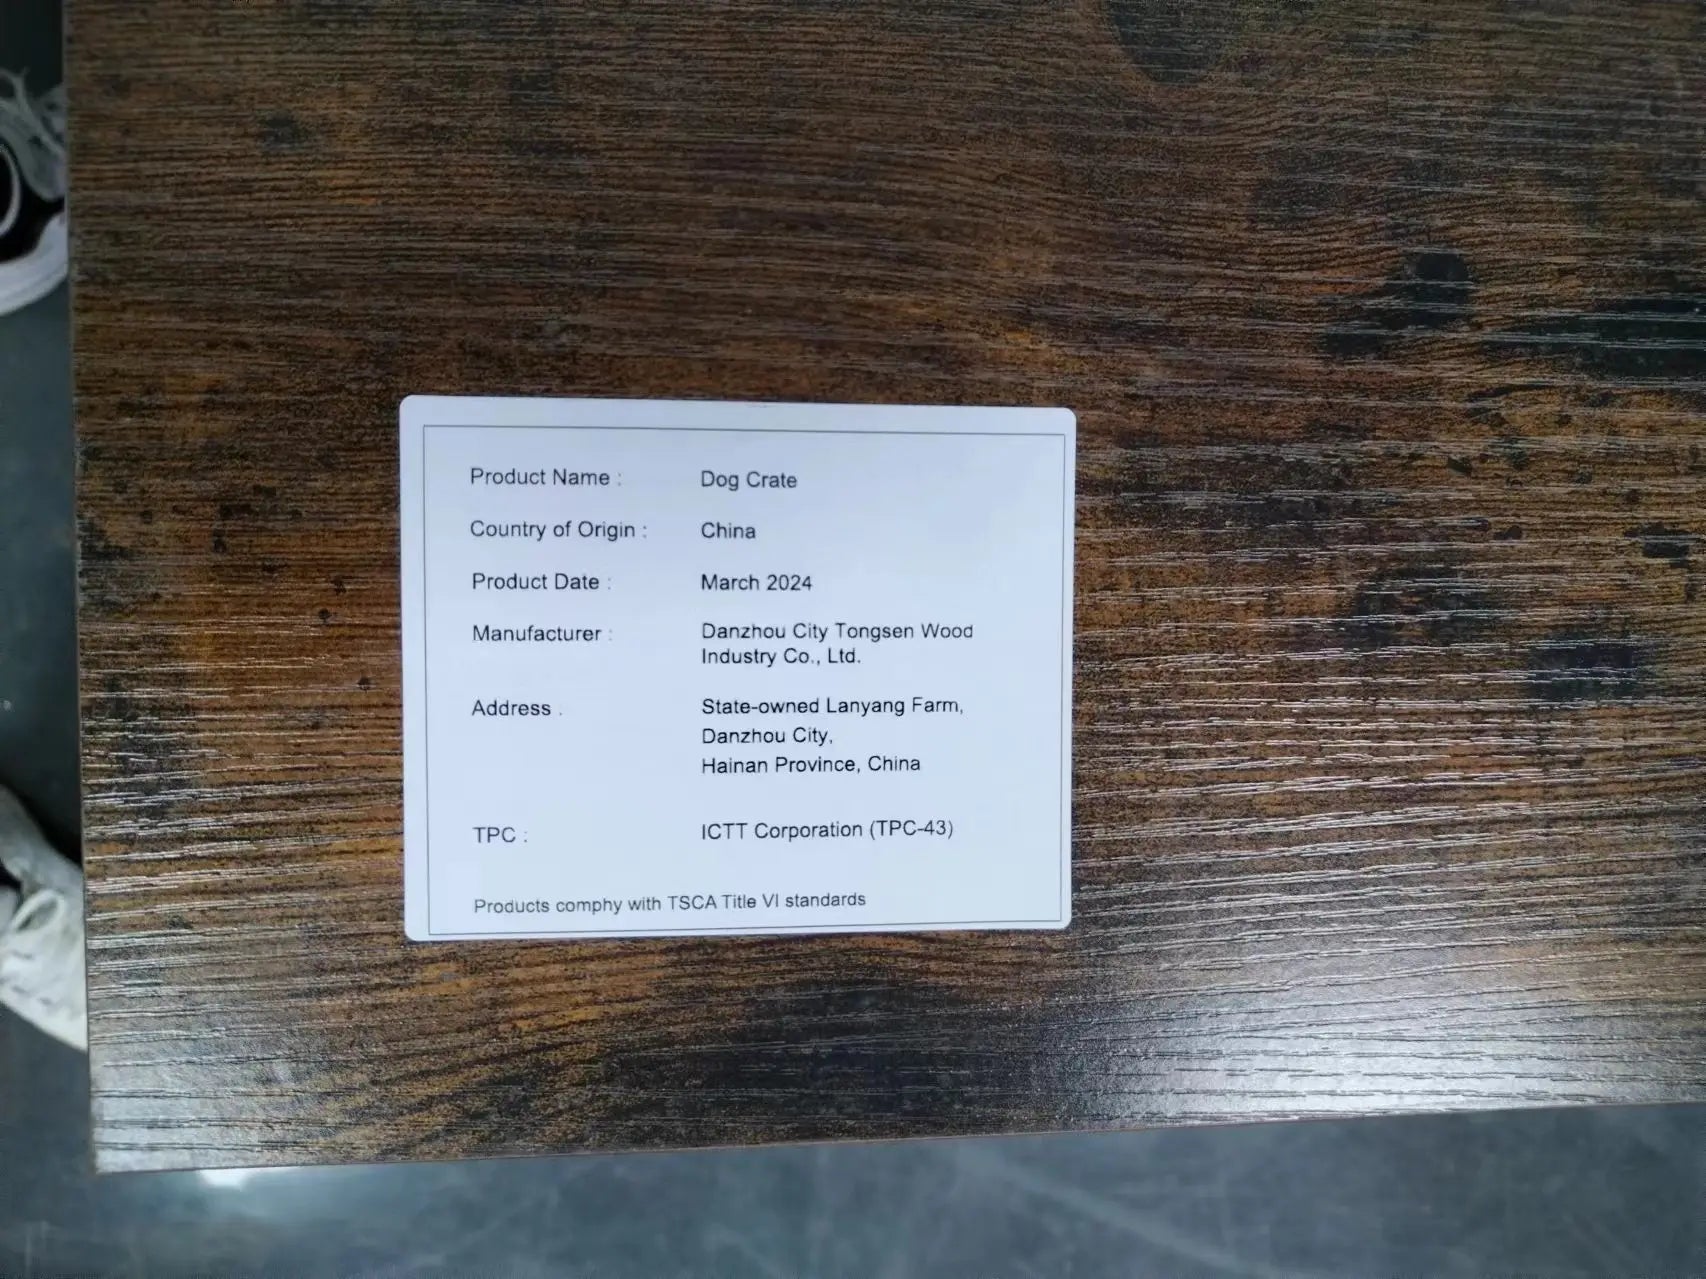 Product Name : Dog Crate
Country of Origin : China
Product Date : March 2024
Manufacturer : Danzhou City Tongsen Wood
Industry Co., Ltd.
Address : State-owned Lanyang Farm,
Danzhou City,
Hainan Province, China
TPC : ICTT Corporation (TPC-43)
Products comphy with TSCA Title VI standards